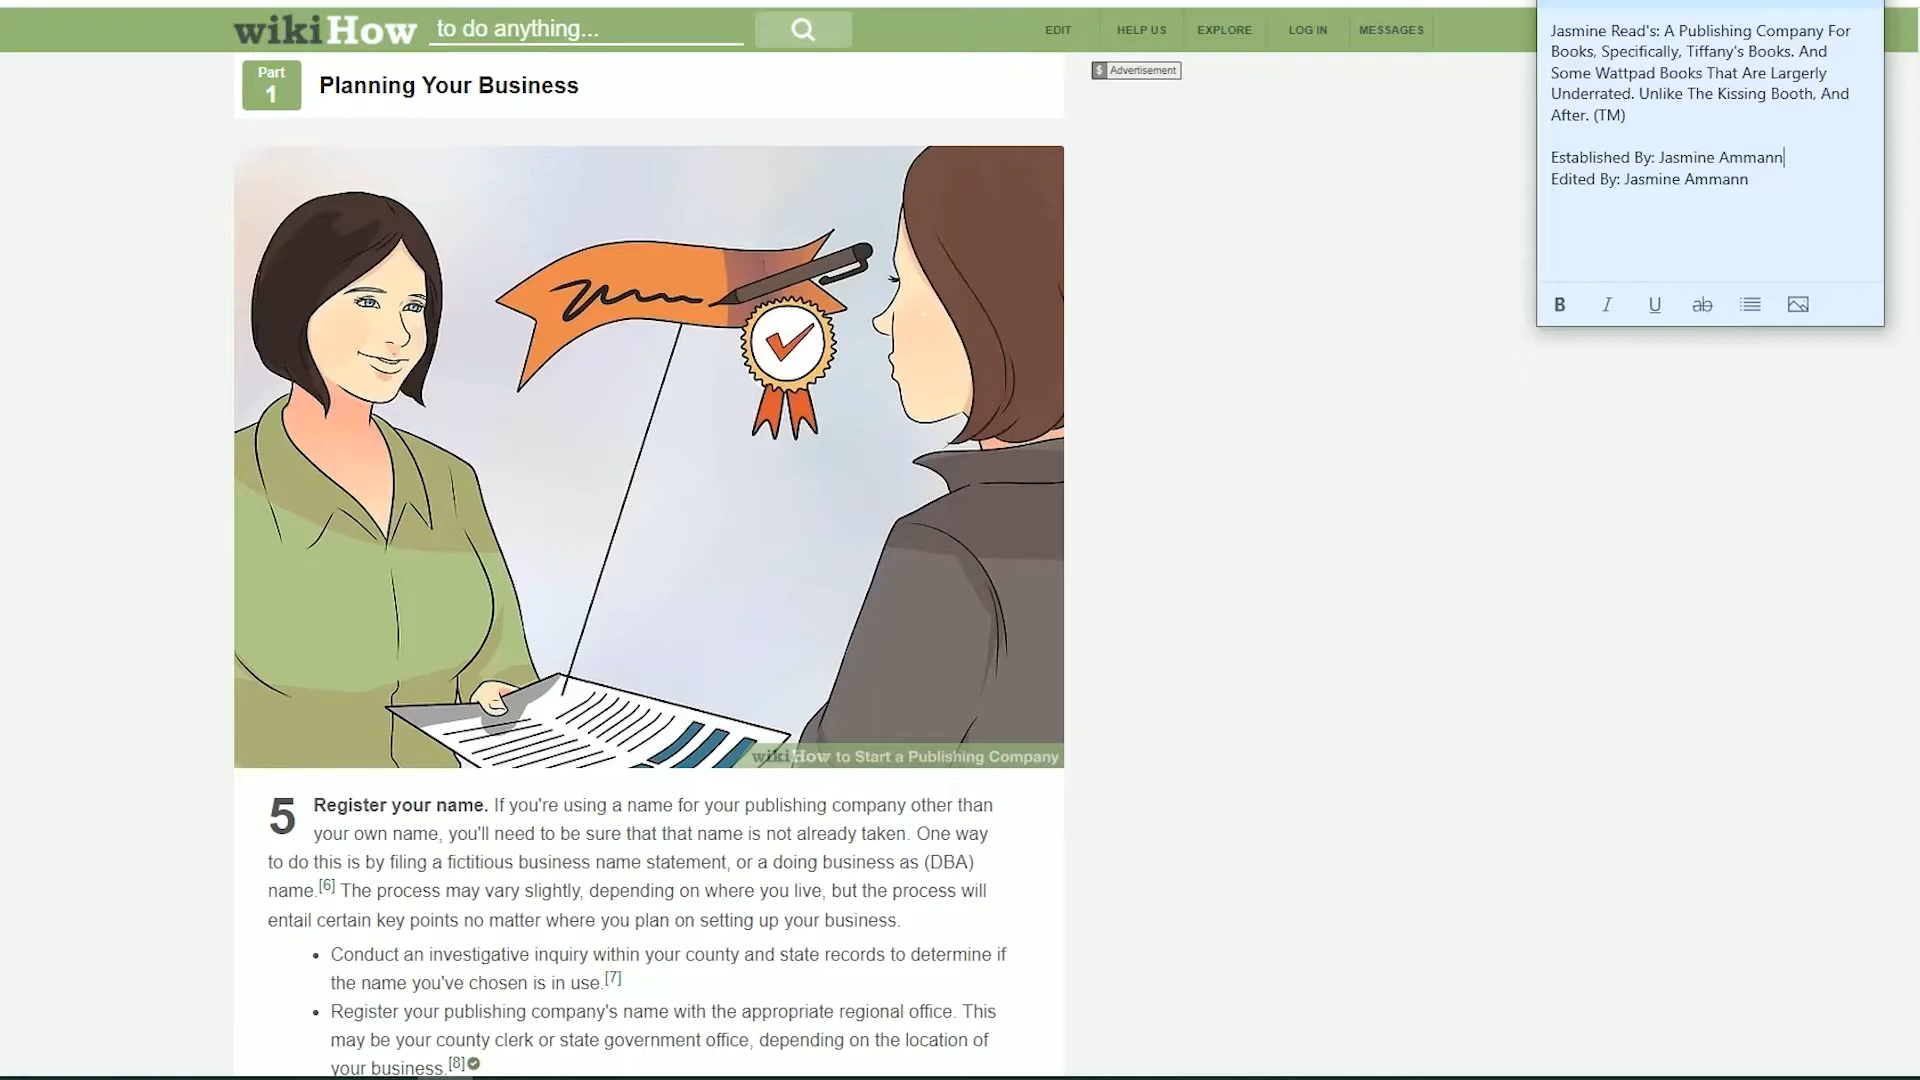 wikiHow to do anything...
EDIT HELP US EXPLORE LOG IN MESSAGES
Part
1
Planning Your Business
$ Advertisement
wikiHow to Start a Publishing Company
5 Register your name. If you're using a name for your publishing company other than
your own name, you'll need to be sure that that name is not already taken. One way
to do this is by filing a fictitious business name statement, or a doing business as (DBA)
name.[6] The process may vary slightly, depending on where you live, but the process will
entail certain key points no matter where you plan on setting up your business.
• Conduct an investigative inquiry within your county and state records to determine if
the name you've chosen is in use.[7]
• Register your publishing company's name with the appropriate regional office. This
may be your county clerk or state government office, depending on the location of
your business.[8]
Jasmine Read's: A Publishing Company For
Books, Specifically, Tiffany's Books. And
Some Wattpad Books That Are Largerly
Underrated. Unlike The Kissing Booth, And
After. (TM)
Established By: Jasmine Ammann
Edited By: Jasmine Ammann
B I U ab